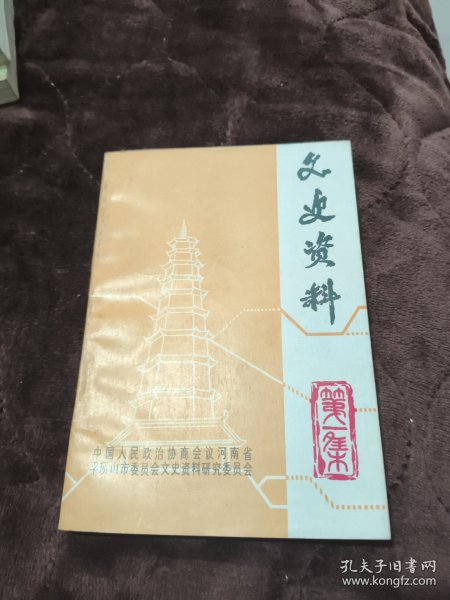 文史资料
第一集
中国人民政治协商会议河南省
平顶山市委员会文史资料研究委员会
孔夫子旧书网
www.kongfz.com